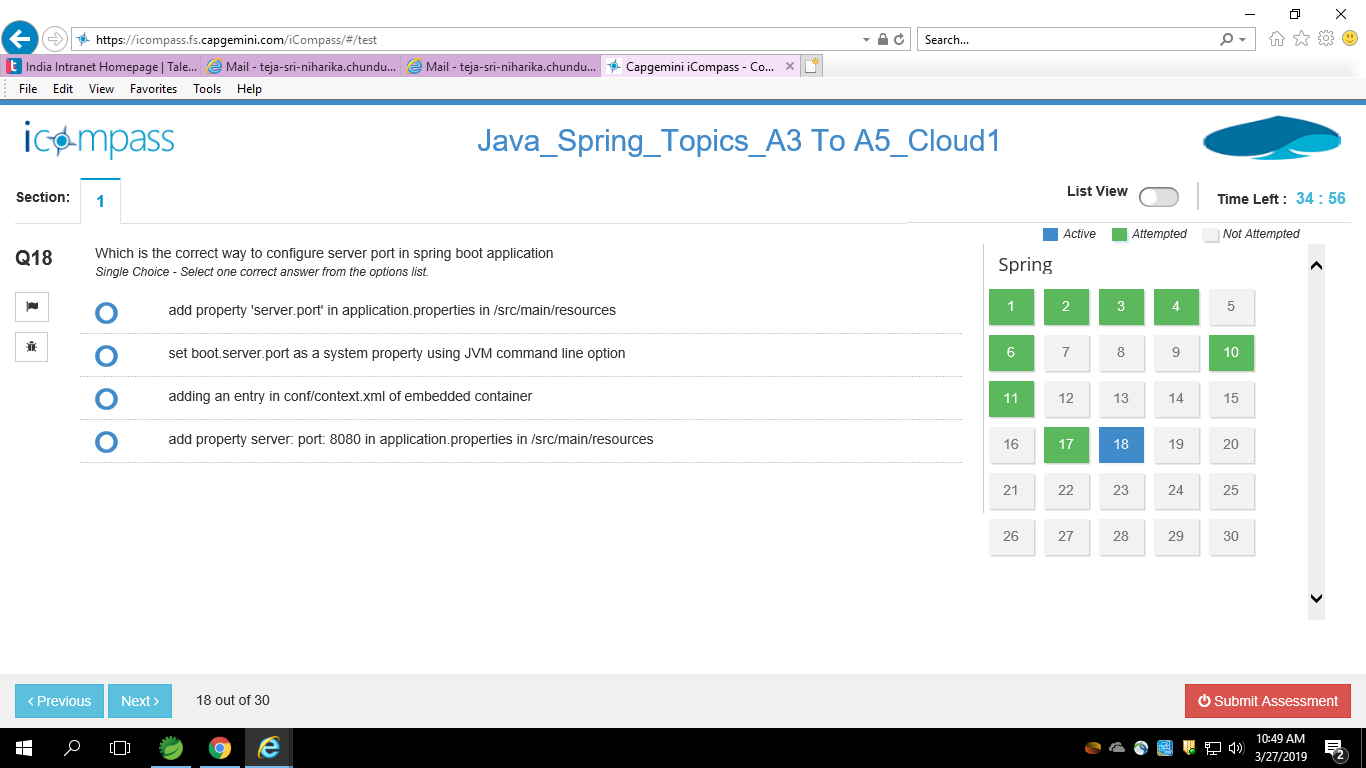 https://icompass.fs.capgemini.com/iCompass/#/test
Search...
India Intranet Homepage | Tale...
Mail - teja-sri-niharika.chundu...
Mail - teja-sri-niharika.chundu...
Capgemini iCompass - Co...
File Edit View Favorites Tools Help
icompass
Java_Spring_Topics_A3 To A5_Cloud1
Section: 1
List View
Time Left : 34 : 56
Active Attempted Not Attempted
Q18
Which is the correct way to configure server port in spring boot application
Single Choice - Select one correct answer from the options list.
add property 'server.port' in application.properties in /src/main/resources
set boot.server.port as a system property using JVM command line option
adding an entry in conf/context.xml of embedded container
add property server: port: 8080 in application.properties in /src/main/resources
Spring
1 2 3 4 5
6 7 8 9 10
11 12 13 14 15
16 17 18 19 20
21 22 23 24 25
26 27 28 29 30
< Previous
Next >
18 out of 30
Submit Assessment
10:49 AM
3/27/2019
2